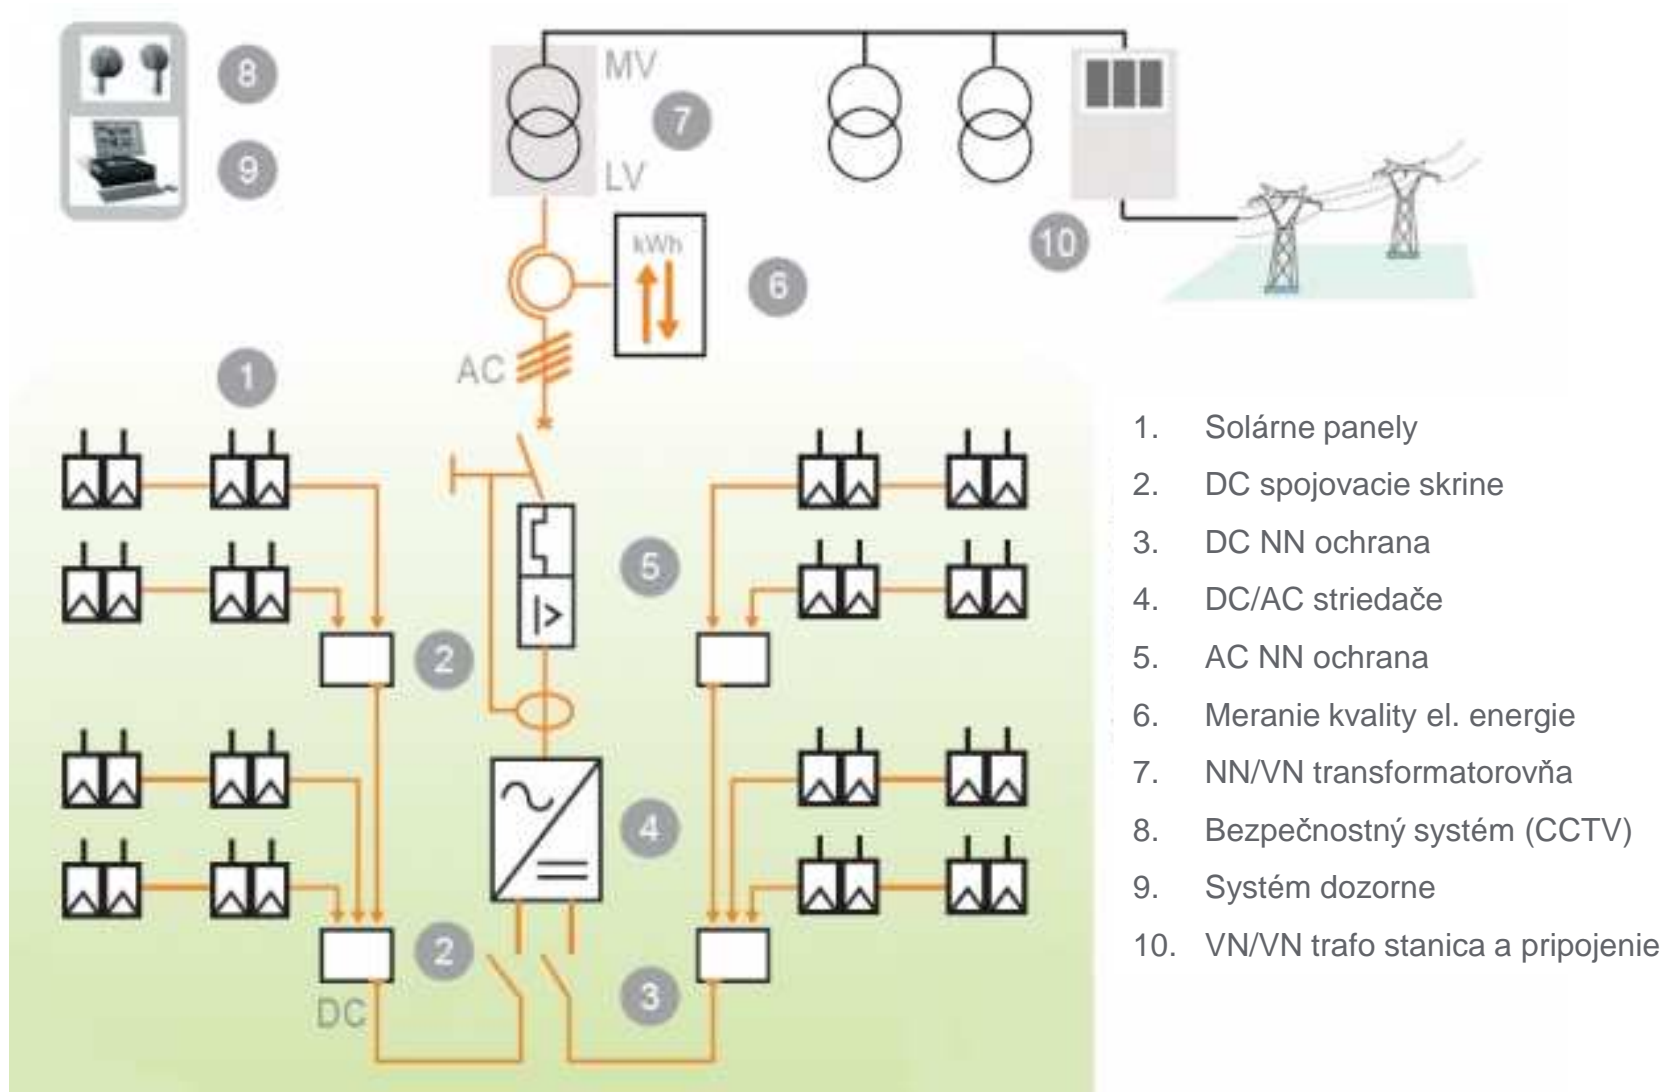 8
MV
7
9
LV
10
kWh
6
AC
1
5
2
4
2
3
DC
1. Solárne panely
2. DC spojovacie skrine
3. DC NN ochrana
4. DC/AC striedače
5. AC NN ochrana
6. Meranie kvality el. energie
7. NN/VN transformatorovňa
8. Bezpečnostný systém (CCTV)
9. Systém dozorne
10. VN/VN trafo stanica a pripojenie